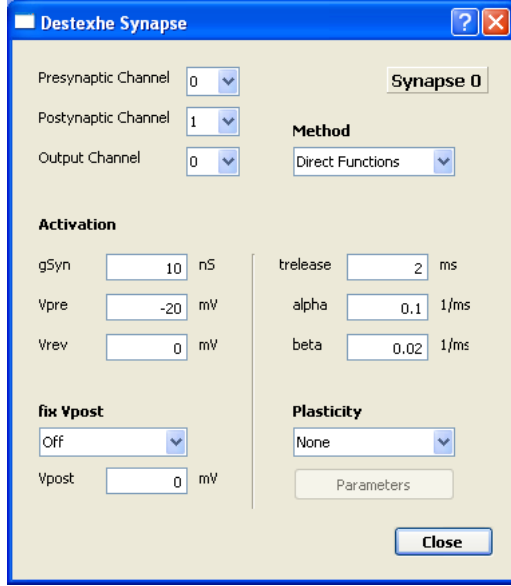 Destexhe Synapse
Presynaptic Channel 0
Synapse 0
Postynaptic Channel 1
Method
Output Channel 0
Direct Functions
Activation
gSyn 10 nS
trelease 2 ms
Vpre -20 mV
alpha 0.1 1/ms
Vrev 0 mV
beta 0.02 1/ms
fix Vpost
Plasticity
Off
None
Vpost 0 mV
Parameters
Close